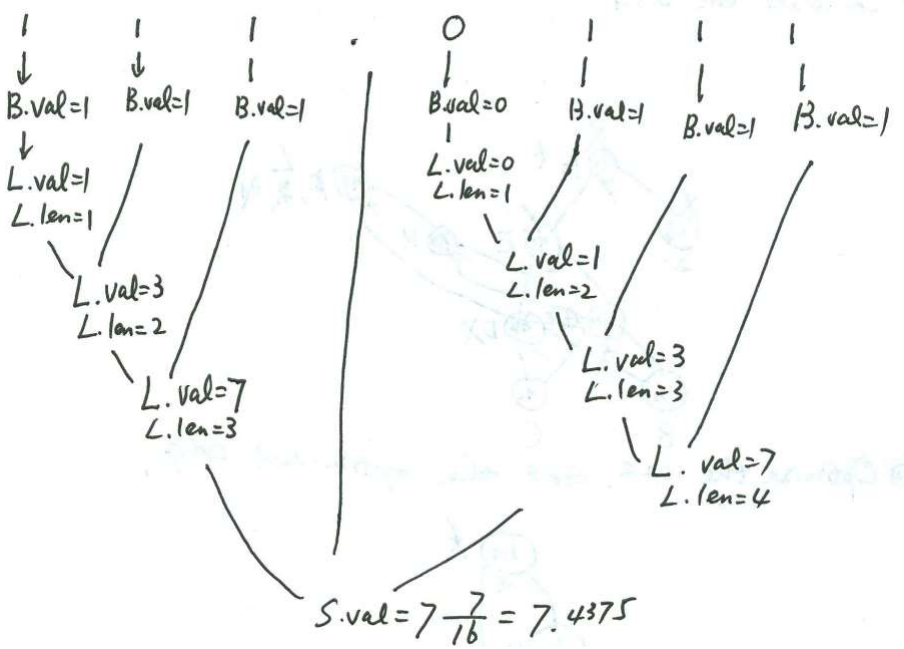 1 1 1 . 0 1 1 1
B.val=1 B.val=1 B.val=1 B.val=0 B.val=1 B.val=1 B.val=1
L.val=1 L.val=0
L.len=1 L.len=1
L.val=3 L.val=1
L.len=2 L.len=2
L.val=7 L.val=3
L.len=3 L.len=3
L. val=7
L. len=4
S.val=7 7/16 = 7.4375